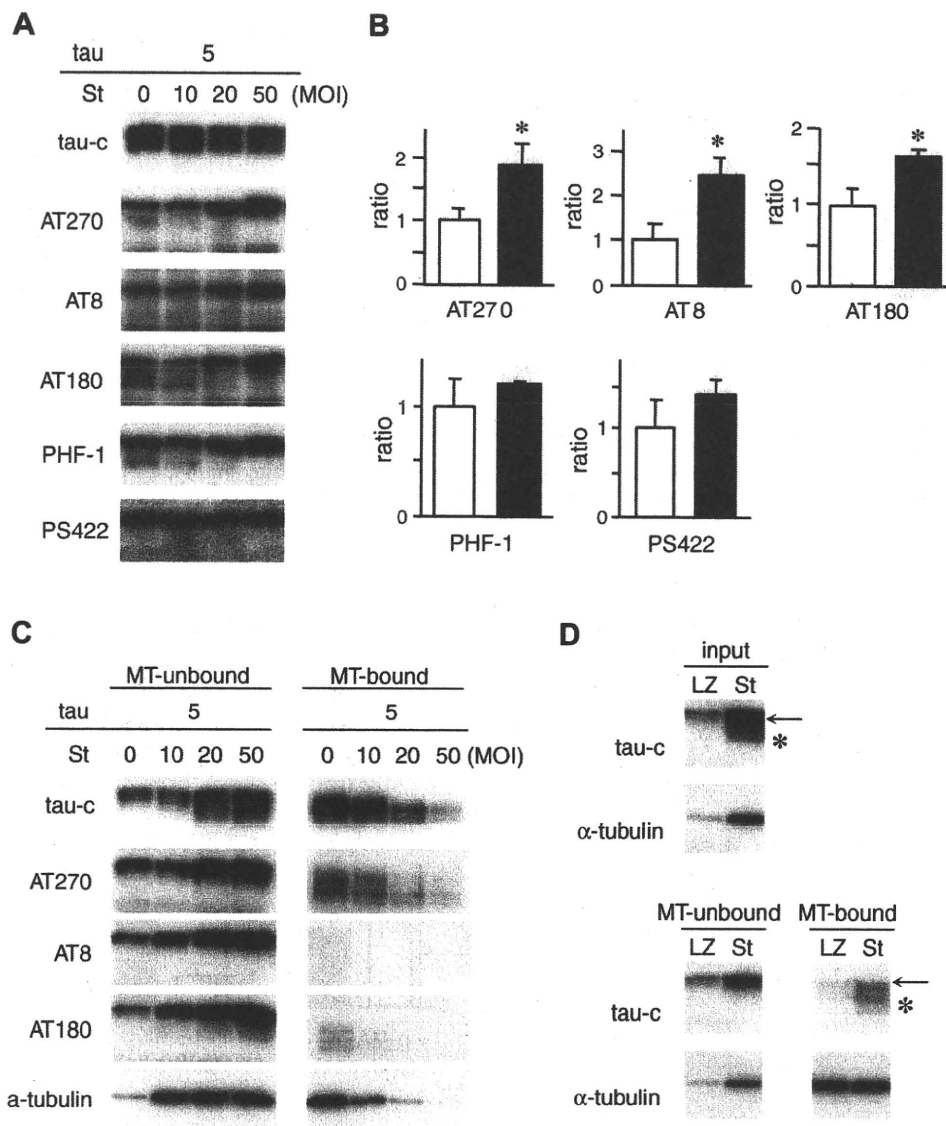 A
tau 5
St 0 10 20 50 (MOI)
tau-c
AT270
AT8
AT180
PHF-1
PS422
B
ratio
2
1
0
*
AT270
ratio
3
2
1
0
*
AT8
ratio
2
1
0
*
AT180
ratio
1
0
PHF-1
ratio
1
0
PS422
C
MT-unbound MT-bound
tau 5 5
St 0 10 20 50 0 10 20 50 (MOI)
tau-c
AT270
AT8
AT180
a-tubulin
D
input
LZ St
tau-c
*
α-tubulin
MT-unbound MT-bound
LZ St LZ St
tau-c
*
α-tubulin